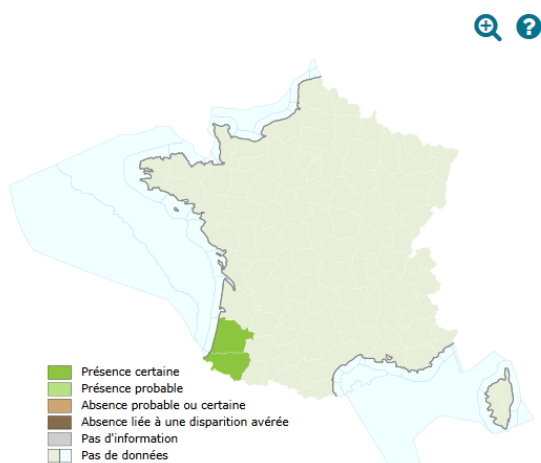 ?
Présence certaine
Présence probable
Absence probable ou certaine
Absence liée à une disparition avérée
Pas d'information
Pas de données